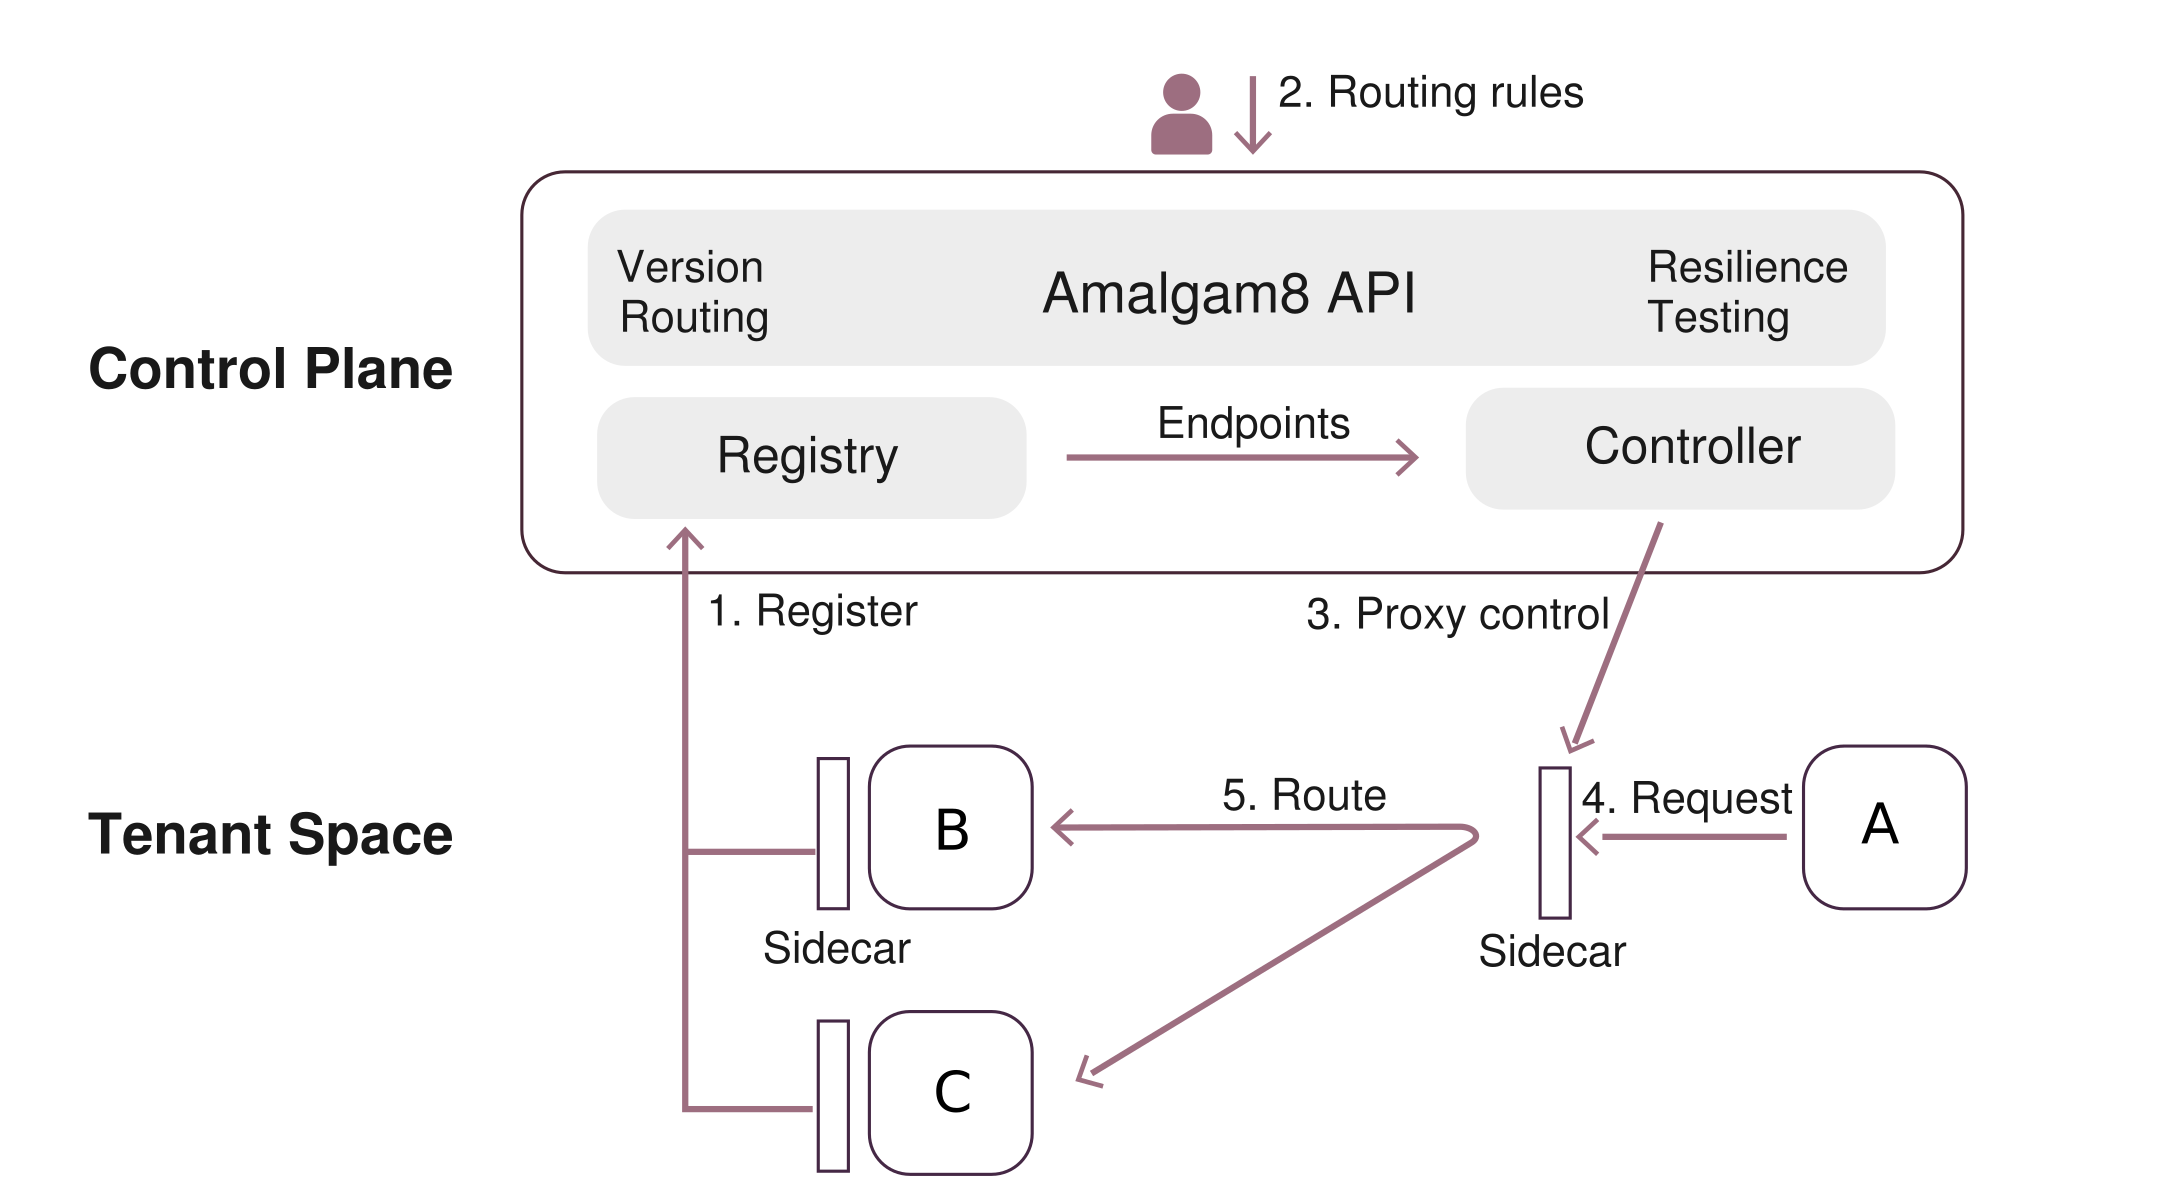 2. Routing rules
Version
Routing
Amalgam8 API
Resilience
Testing
Control Plane
Registry
Endpoints
Controller
1. Register
3. Proxy control
Tenant Space
B
5. Route
4. Request
A
Sidecar
Sidecar
C